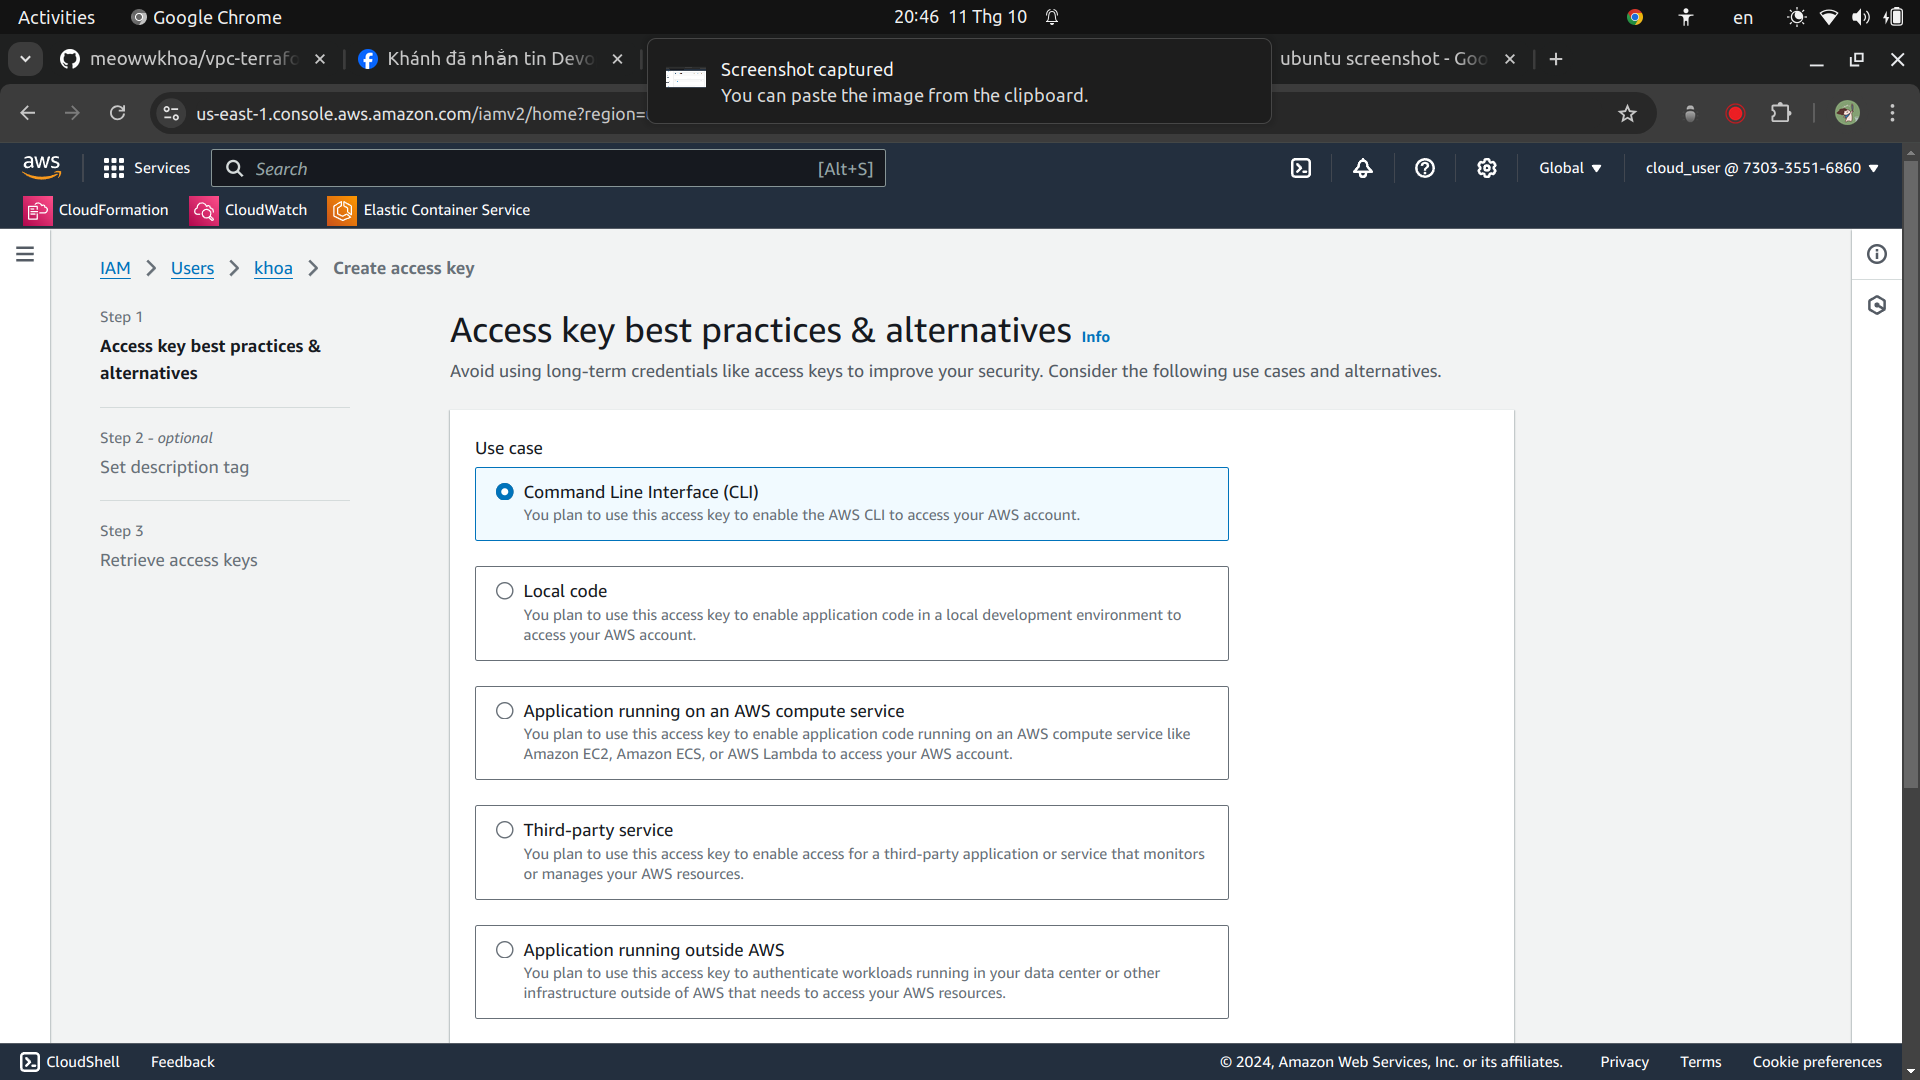 Activities
Google Chrome
20:46 11 Thg 10
en
meowwkhoa/vpc-terrafo
Khánh đã nhắn tin Devo
ubuntu screenshot - Goo
Screenshot captured
You can paste the image from the clipboard.
us-east-1.console.aws.amazon.com/iamv2/home?region=
aws
Services
Search
[Alt+S]
Global
cloud_user @ 7303-3551-6860
CloudFormation
CloudWatch
Elastic Container Service
IAM
Users
khoa
Create access key
Step 1
Access key best practices &
alternatives
Step 2 - optional
Set description tag
Step 3
Retrieve access keys
Access key best practices & alternatives Info
Avoid using long-term credentials like access keys to improve your security. Consider the following use cases and alternatives.
Use case
Command Line Interface (CLI)
You plan to use this access key to enable the AWS CLI to access your AWS account.
Local code
You plan to use this access key to enable application code in a local development environment to
access your AWS account.
Application running on an AWS compute service
You plan to use this access key to enable application code running on an AWS compute service like
Amazon EC2, Amazon ECS, or AWS Lambda to access your AWS account.
Third-party service
You plan to use this access key to enable access for a third-party application or service that monitors
or manages your AWS resources.
Application running outside AWS
You plan to use this access key to authenticate workloads running in your data center or other
infrastructure outside of AWS that needs to access your AWS resources.
CloudShell
Feedback
© 2024, Amazon Web Services, Inc. or its affiliates.
Privacy
Terms
Cookie preferences